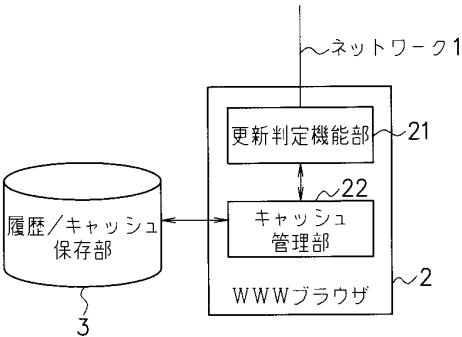 ネットワーク1
更新判定機能部
21
22
キャッシュ
管理部
履歴/キャッシュ
保存部
3
2
WWWブラウザ